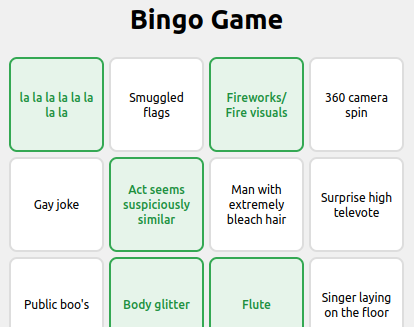 Bingo Game
la la la la la la
la la
Smuggled
flags
Fireworks/
Fire visuals
360 camera
spin
Gay joke
Act seems
suspiciously
similar
Man with
extremely
bleach hair
Surprise high
televote
Public boo's
Body glitter
Flute
Singer laying
on the floor